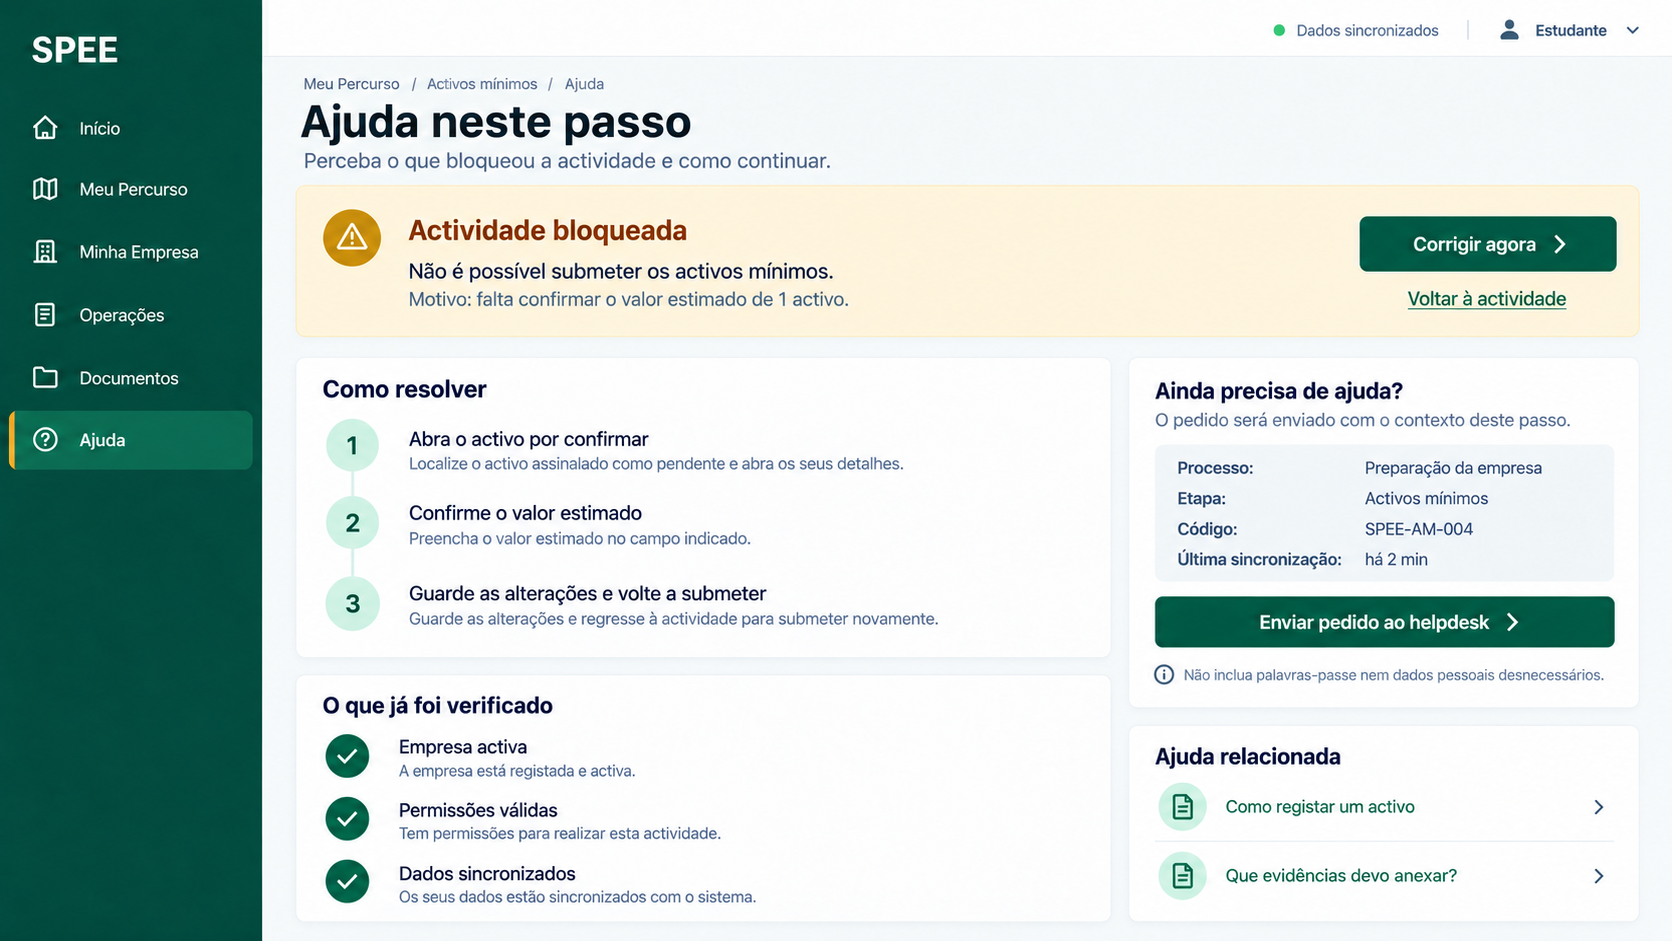 SPEE
Início
Meu Percurso
Minha Empresa
Operações
Documentos
Ajuda
Dados sincronizados
Estudante
Meu Percurso / Activos mínimos / Ajuda
Ajuda neste passo
Perceba o que bloqueou a actividade e como continuar.
Actividade bloqueada
Não é possível submeter os activos mínimos.
Motivo: falta confirmar o valor estimado de 1 activo.
Corrigir agora
Voltar à actividade
Como resolver
1
Abra o activo por confirmar
Localize o activo assinalado como pendente e abra os seus detalhes.
2
Confirme o valor estimado
Preencha o valor estimado no campo indicado.
3
Guarde as alterações e volte a submeter
Guarde as alterações e regresse à actividade para submeter novamente.
O que já foi verificado
Empresa activa
A empresa está registada e activa.
Permissões válidas
Tem permissões para realizar esta actividade.
Dados sincronizados
Os seus dados estão sincronizados com o sistema.
Ainda precisa de ajuda?
O pedido será enviado com o contexto deste passo.
Processo: Preparação da empresa
Etapa: Activos mínimos
Código: SPEE-AM-004
Última sincronização: há 2 min
Enviar pedido ao helpdesk
Não inclua palavras-passe nem dados pessoais desnecessários.
Ajuda relacionada
Como registar um activo
Que evidências devo anexar?